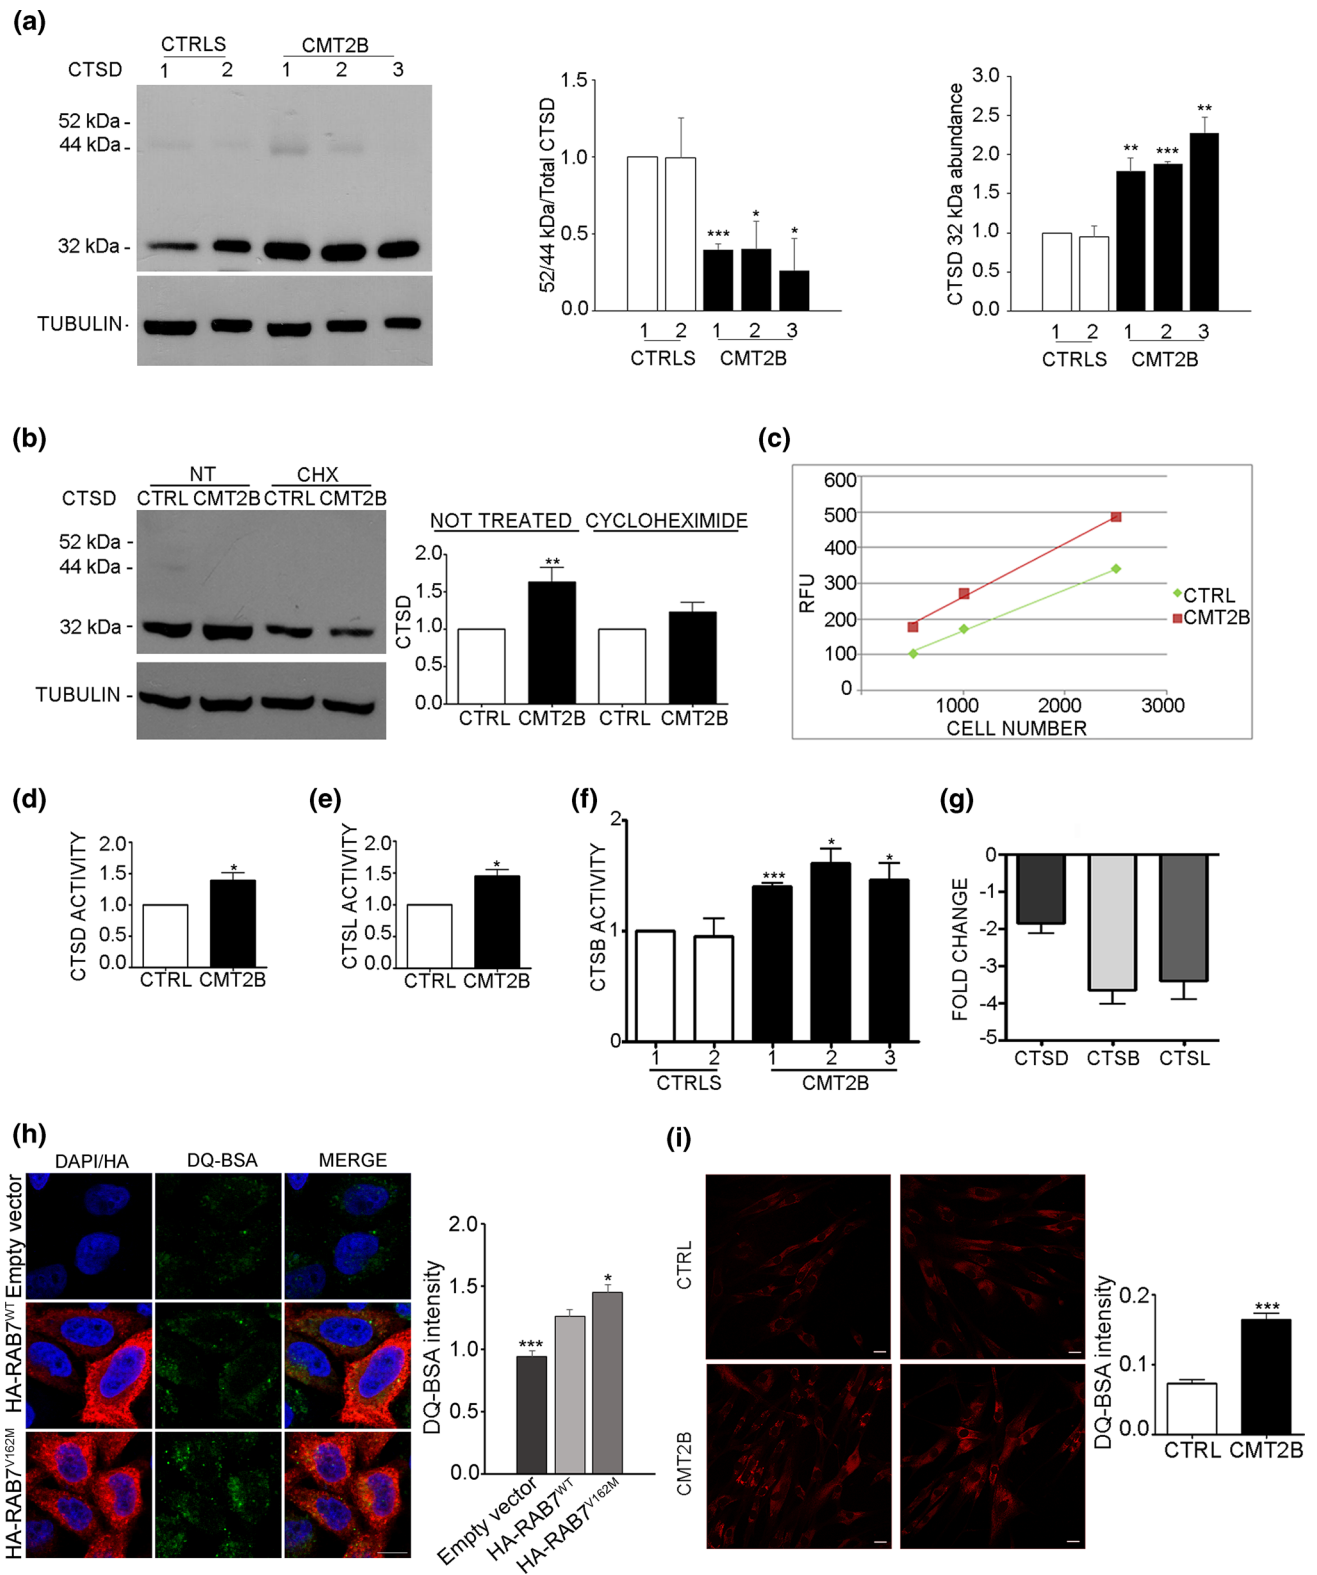 (a)
CTRLS CMT2B
CTSD 1 2 1 2 3
52 kDa -
44 kDa -
32 kDa -
TUBULIN -
52/44 kDa/Total CTSD
1.5
1.0
0.5
0.0
*** * *
1 2 1 2 3
CTRLS CMT2B
CTSD 32 kDa abundance
3.0
2.5
2.0
1.5
1.0
0.5
0.0
** *** **
1 2 1 2 3
CTRLS CMT2B
(b)
NT CHX
CTSD CTRL CMT2B CTRL CMT2B
52 kDa -
44 kDa -
32 kDa -
TUBULIN -
NOT TREATED CYCLOHEXIMIDE
CTSD
2.0
1.5
1.0
0.5
0.0
**
CTRL CMT2B CTRL CMT2B
(c)
RFU
600
500
400
300
200
100
0
1000 2000 3000
CELL NUMBER
CTRL
CMT2B
(d)
CTSD ACTIVITY
2.0
1.5
1.0
0.5
0.0
*
CTRL CMT2B
(e)
CTSL ACTIVITY
2.0
1.5
1.0
0.5
0.0
*
CTRL CMT2B
(f)
CTSB ACTIVITY
2
1
0
*** * *
1 2 1 2 3
CTRLS CMT2B
(g)
FOLD CHANGE
0
-1
-2
-3
-4
-5
CTSD CTSB CTSL
(h)
DAPI/HA DQ-BSA MERGE
Empty vector
HA-RAB7WT
HA-RAB7V162M
DQ-BSA intensity
2.0
1.5
1.0
0.5
0.0
*** *
Empty vector
HA-RAB7WT
HA-RAB7V162M
(i)
CTRL
CMT2B
DQ-BSA intensity
0.2
0.1
0.0
***
CTRL CMT2B